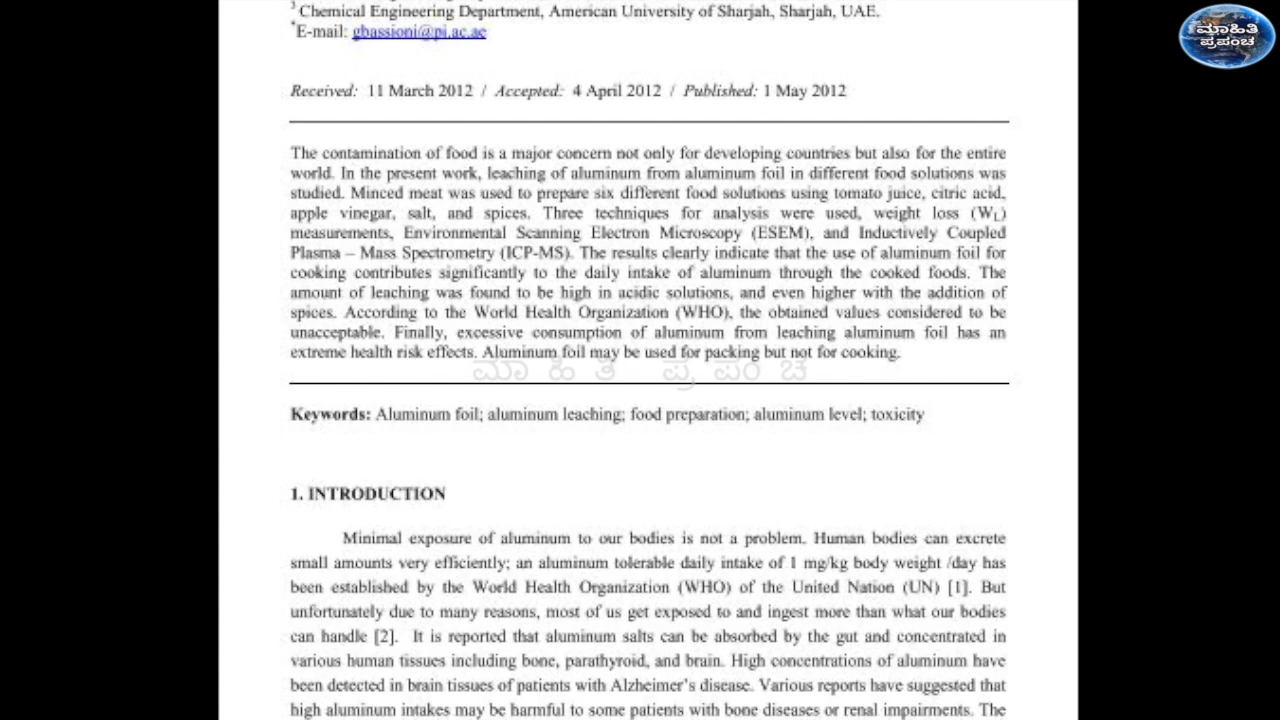 3 Chemical Engineering Department, American University of Sharjah, Sharjah, UAE.
*E-mail: gbassioni@pi.ac.ae
ಮಾಹಿತಿ
ಪ್ರಪಂಚ
Received: 11 March 2012 / Accepted: 4 April 2012 / Published: 1 May 2012
The contamination of food is a major concern not only for developing countries but also for the entire
world. In the present work, leaching of aluminum from aluminum foil in different food solutions was
studied. Minced meat was used to prepare six different food solutions using tomato juice, citric acid,
apple vinegar, salt, and spices. Three techniques for analysis were used, weight loss (WL)
measurements, Environmental Scanning Electron Microscopy (ESEM), and Inductively Coupled
Plasma – Mass Spectrometry (ICP-MS). The results clearly indicate that the use of aluminum foil for
cooking contributes significantly to the daily intake of aluminum through the cooked foods. The
amount of leaching was found to be high in acidic solutions, and even higher with the addition of
spices. According to the World Health Organization (WHO), the obtained values considered to be
unacceptable. Finally, excessive consumption of aluminum from leaching aluminum foil has an
extreme health risk effects. Aluminum foil may be used for packing but not for cooking.
ಮಾಹಿತಿ ಪ್ರಪಂಚ
Keywords: Aluminum foil; aluminum leaching; food preparation; aluminum level; toxicity
1. INTRODUCTION
Minimal exposure of aluminum to our bodies is not a problem. Human bodies can excrete
small amounts very efficiently; an aluminum tolerable daily intake of 1 mg/kg body weight /day has
been established by the World Health Organization (WHO) of the United Nation (UN) [1]. But
unfortunately due to many reasons, most of us get exposed to and ingest more than what our bodies
can handle [2]. It is reported that aluminum salts can be absorbed by the gut and concentrated in
various human tissues including bone, parathyroid, and brain. High concentrations of aluminum have
been detected in brain tissues of patients with Alzheimer's disease. Various reports have suggested that
high aluminum intakes may be harmful to some patients with bone diseases or renal impairments. The